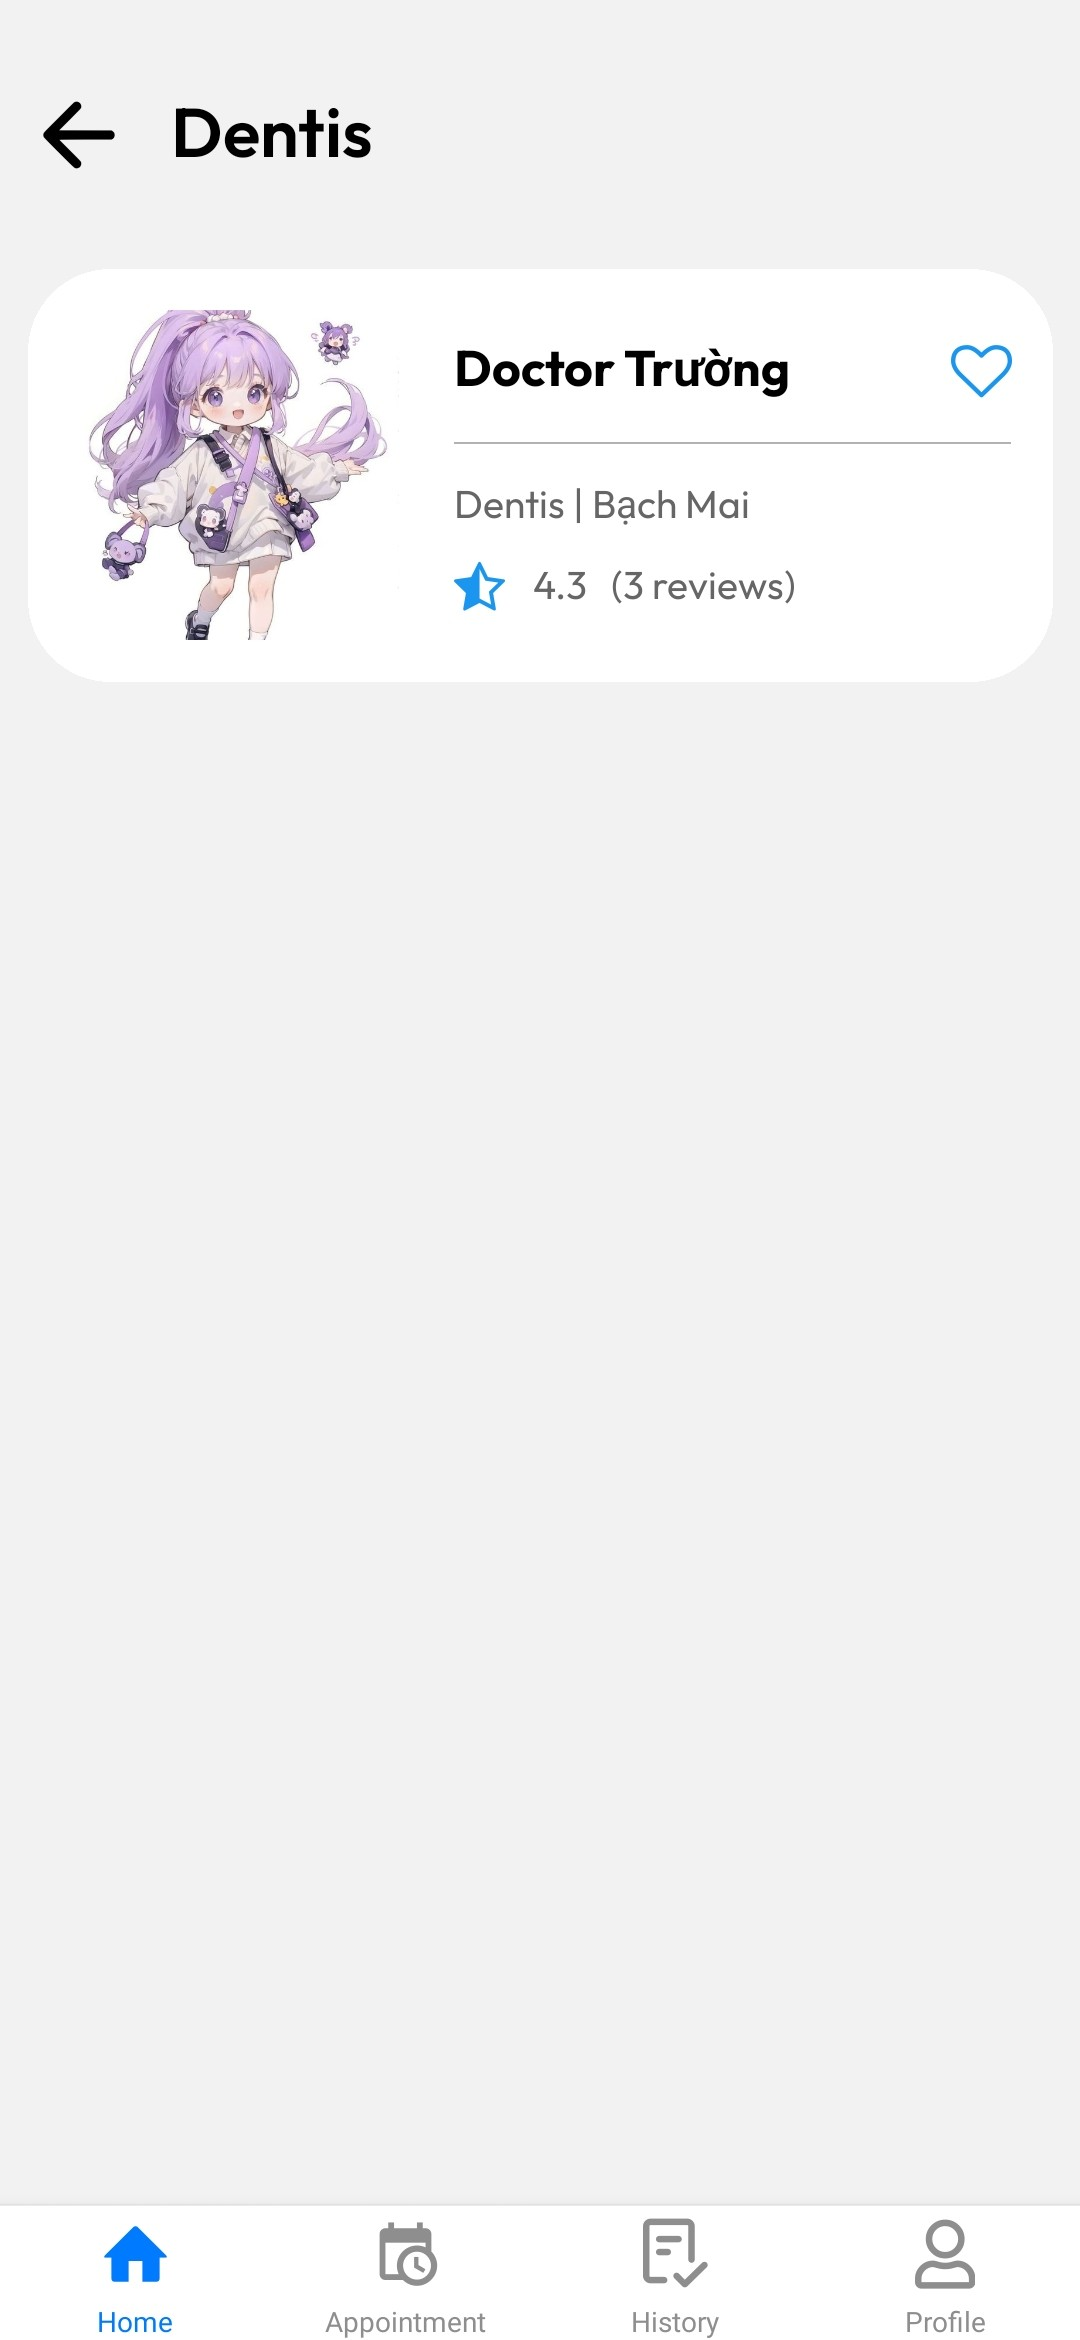 Dentis
Doctor Trường
Dentis | Bạch Mai
4.3 (3 reviews)
Home
Appointment
History
Profile